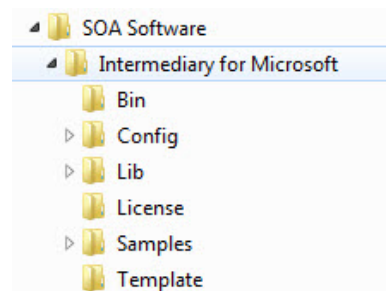 SOA Software
Intermediary for Microsoft
Bin
Config
Lib
License
Samples
Template